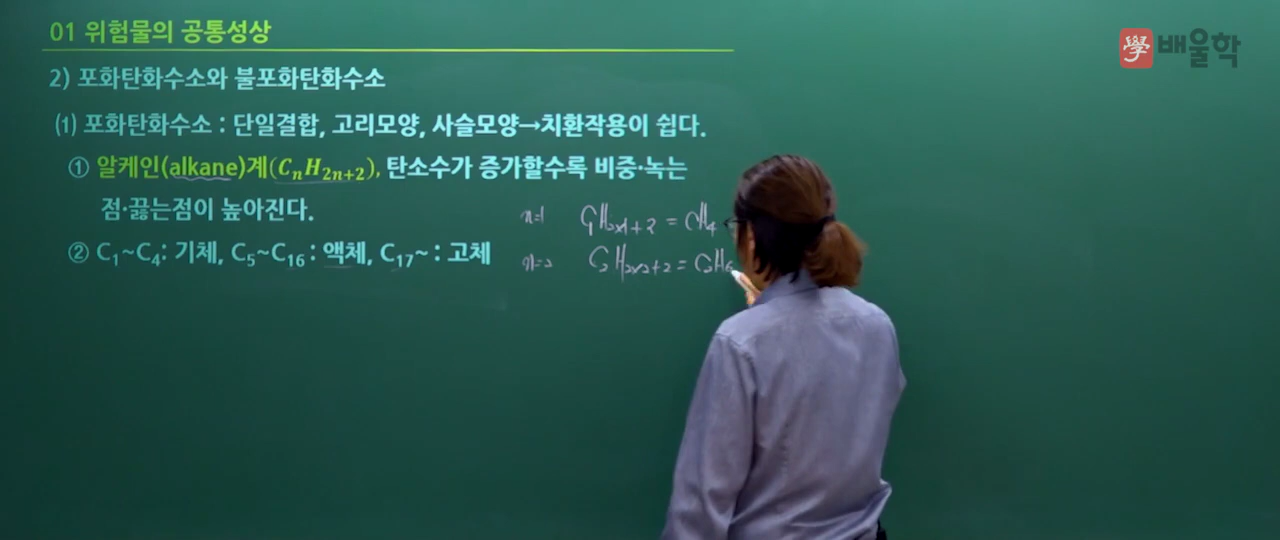 01 위험물의 공통성상
學 배울학
2) 포화탄화수소와 불포화탄화수소
(1) 포화탄화수소 : 단일결합, 고리모양, 사슬모양→치환작용이 쉽다.
① 알케인(alkane)계(CₙH₂ₙ₊₂), 탄소수가 증가할수록 비중·녹는
점·끓는점이 높아진다.
n=1 C₁H₂ₓ₁₊₂ = CH₄
② C₁~C₄: 기체, C₅~C₁₆ : 액체, C₁₇~ : 고체
n=2 C₂H₂ₓ₂₊₂ = C₂H₆